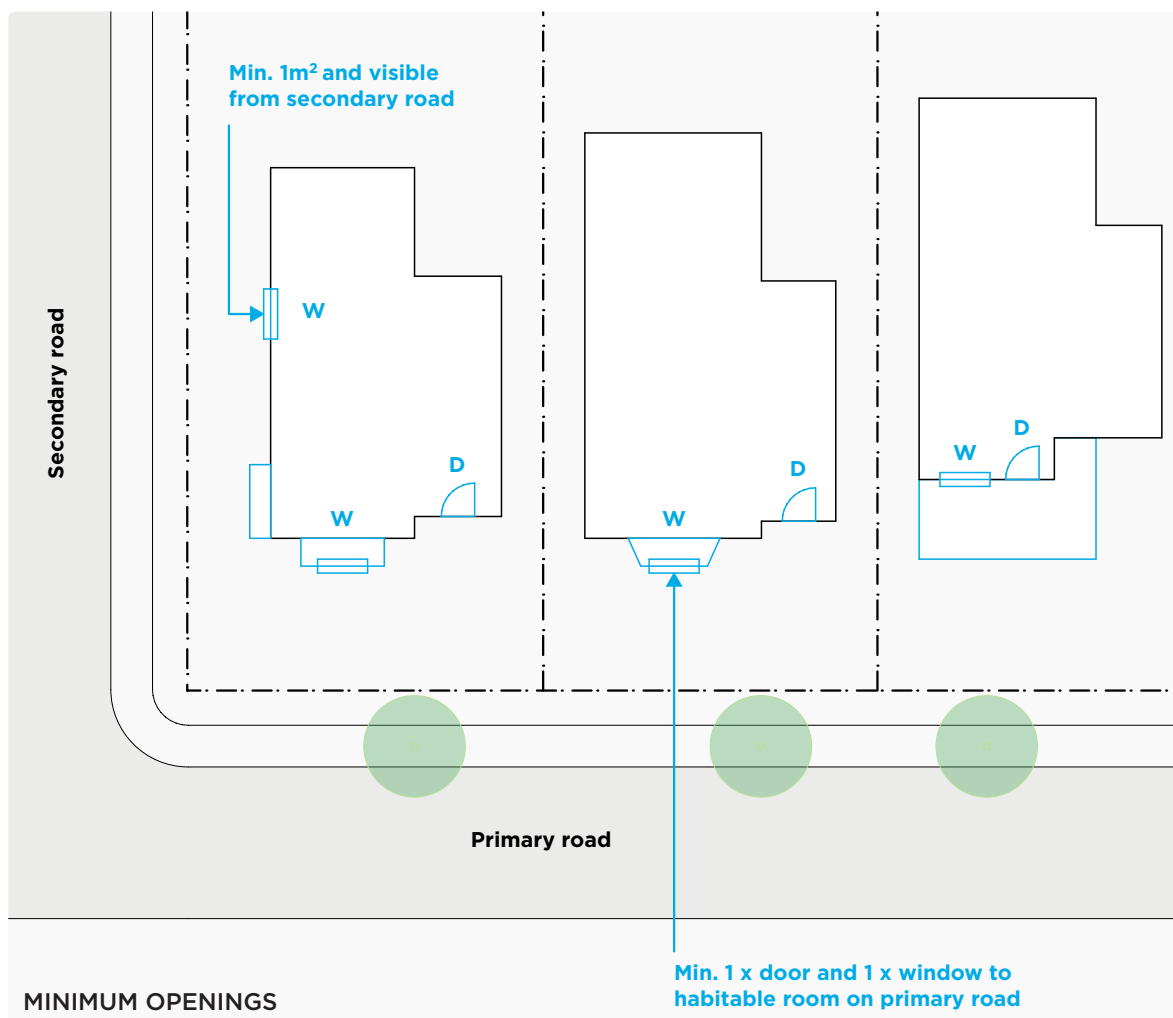 Min. 1m² and visible
from secondary road
W
D
W
Secondary road
D
W
D
W
Primary road
Min. 1 x door and 1 x window to
habitable room on primary road
MINIMUM OPENINGS